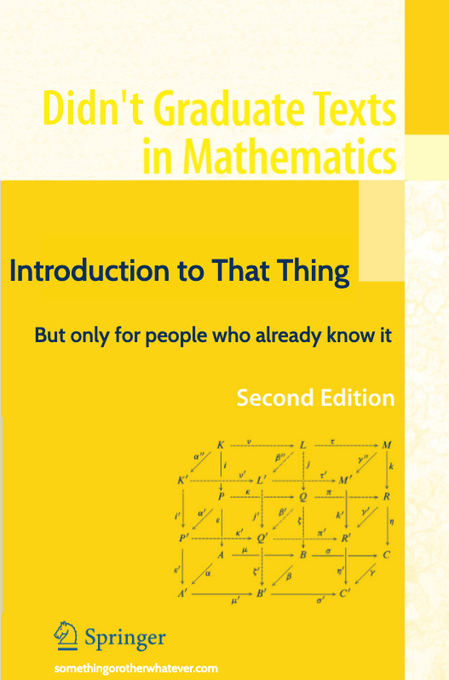 Didn't Graduate Texts
in Mathematics
Introduction to That Thing
But only for people who already know it
Second Edition
K ν L τ M
α″ i β″ j γ″ k
K′ ν′ L′ τ′ M′
P κ Q π R
i′ α′ ε j′ β′ ζ k′ γ′ η
P′ κ′ Q′ π′ R′
A μ B σ C
ε′ α ζ′ β η′ γ
A′ μ′ B′ σ′ C′
Springer
somethingorotherwhatever.com